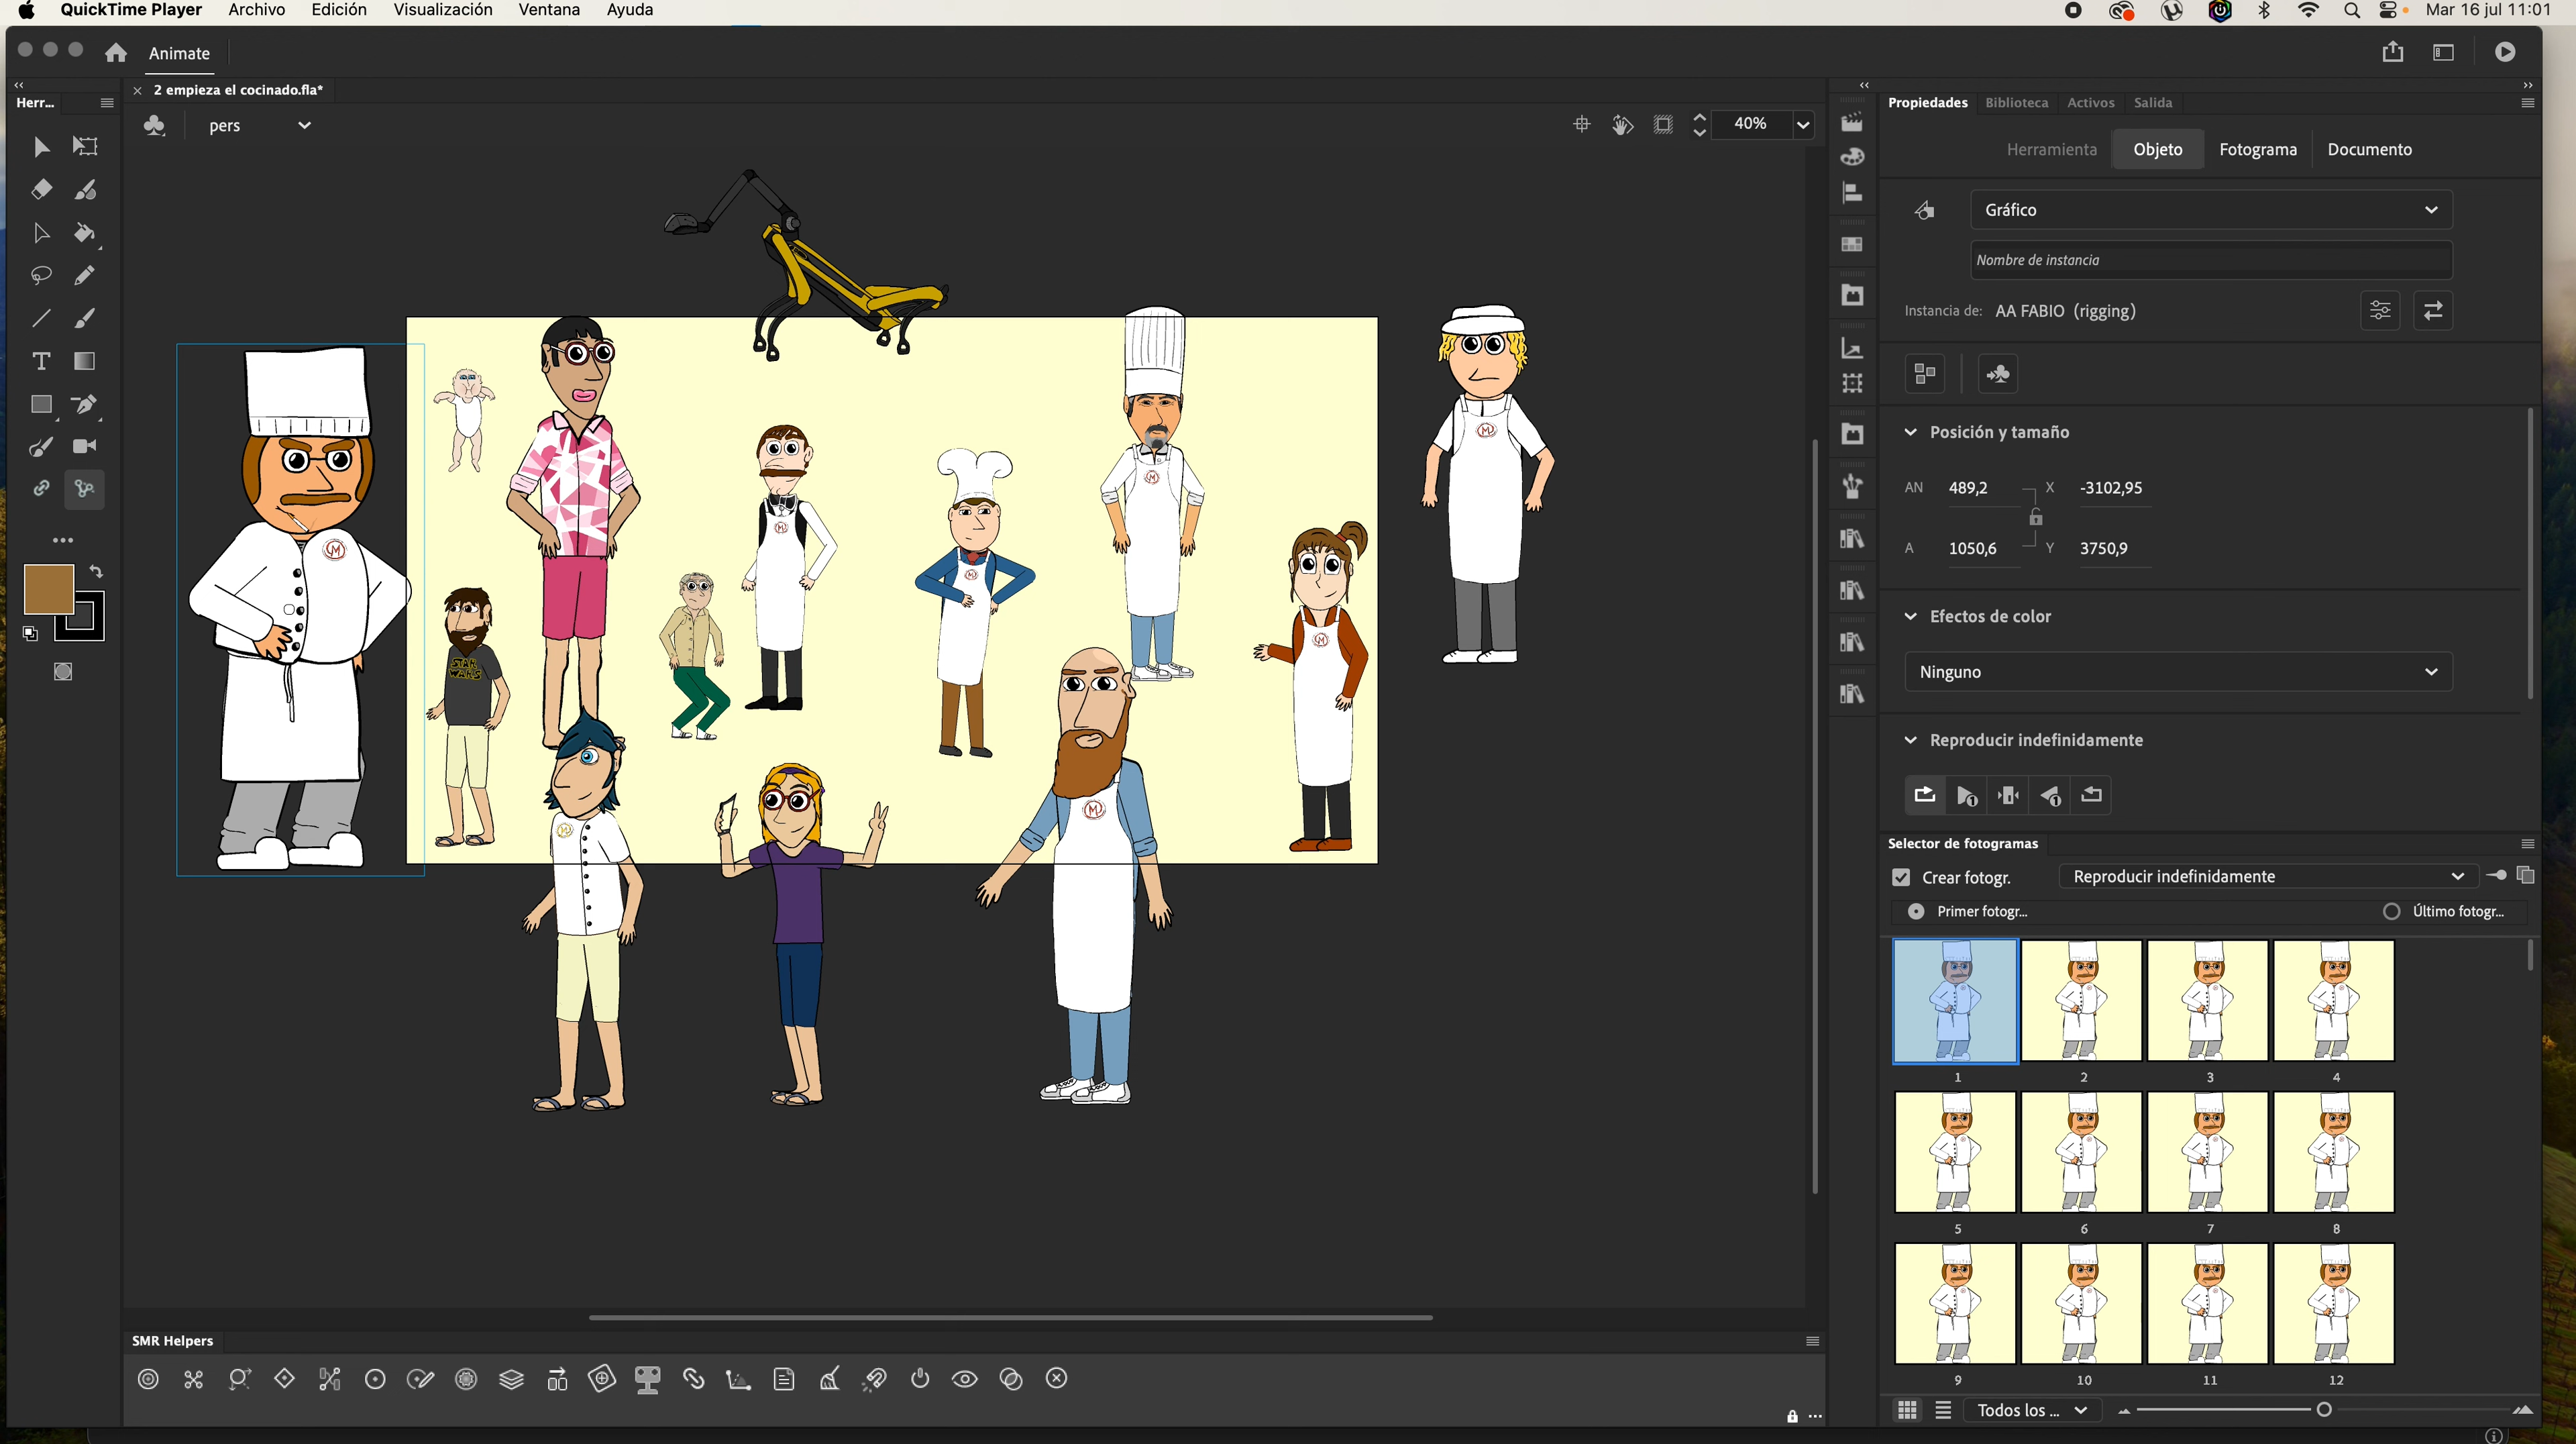 QuickTime Player Archivo Edición Visualización Ventana Ayuda
Mar 16 jul 11:01
Animate
Herr...
2 empieza el cocinado.fla*
pers
40%
Propiedades Biblioteca Activos Salida
Herramienta Objeto Fotograma Documento
Gráfico
Nombre de instancia
Instancia de: AA FABIO (rigging)
Posición y tamaño
AN 489,2 X -3102,95
A 1050,6 Y 3750,9
Efectos de color
Ninguno
Reproducir indefinidamente
Selector de fotogramas
Crear fotogr. Reproducir indefinidamente
Primer fotogr... Último fotogr...
1 2 3 4
5 6 7 8
9 10 11 12
Todos los ...
STAR
WARS
SMR Helpers